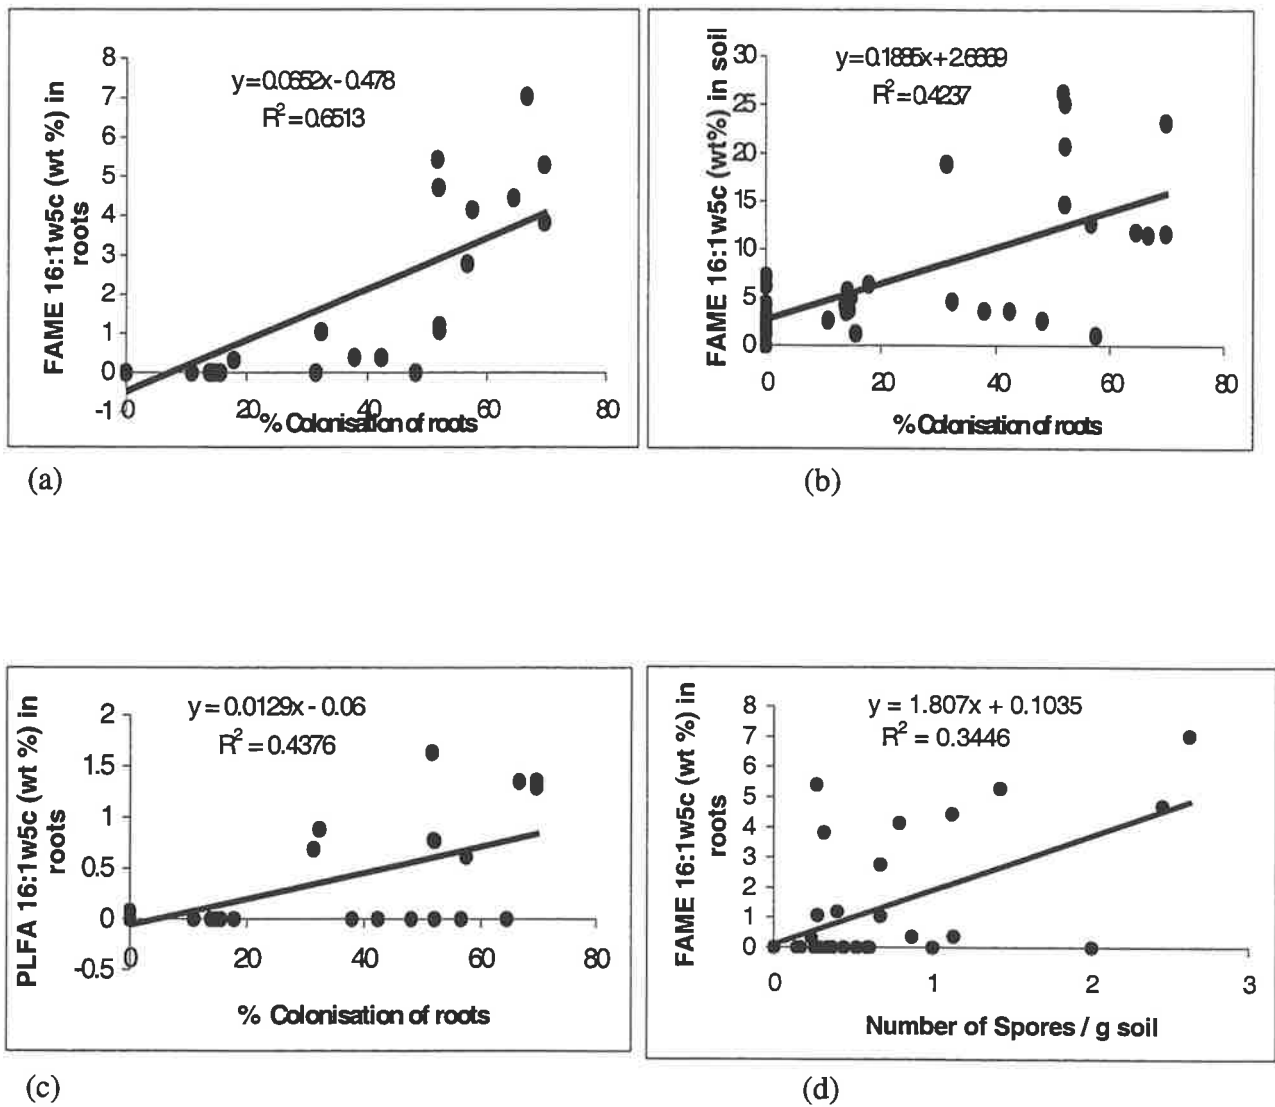 y=0.0652x-0.478
R²=0.6513
FAME 16:1w5c (wt %) in
roots
8
7
6
5
4
3
2
1
0
-1
0 20 40 60 80
% Colonisation of roots
(a)
y=0.1885x+2.6669
R²=0.4237
FAME 16:1w5c (wt%) in soil
30
25
20
15
10
5
0
0 20 40 60 80
% Colonisation of roots
(b)
y = 0.0129x - 0.06
R² = 0.4376
PLFA 16:1w5c (wt %) in
roots
2
1.5
1
0.5
0
-0.5
0 20 40 60 80
% Colonisation of roots
(c)
y = 1.807x + 0.1035
R² = 0.3446
FAME 16:1w5c (wt %) in
roots
8
7
6
5
4
3
2
1
0
0 1 2 3
Number of Spores / g soil
(d)